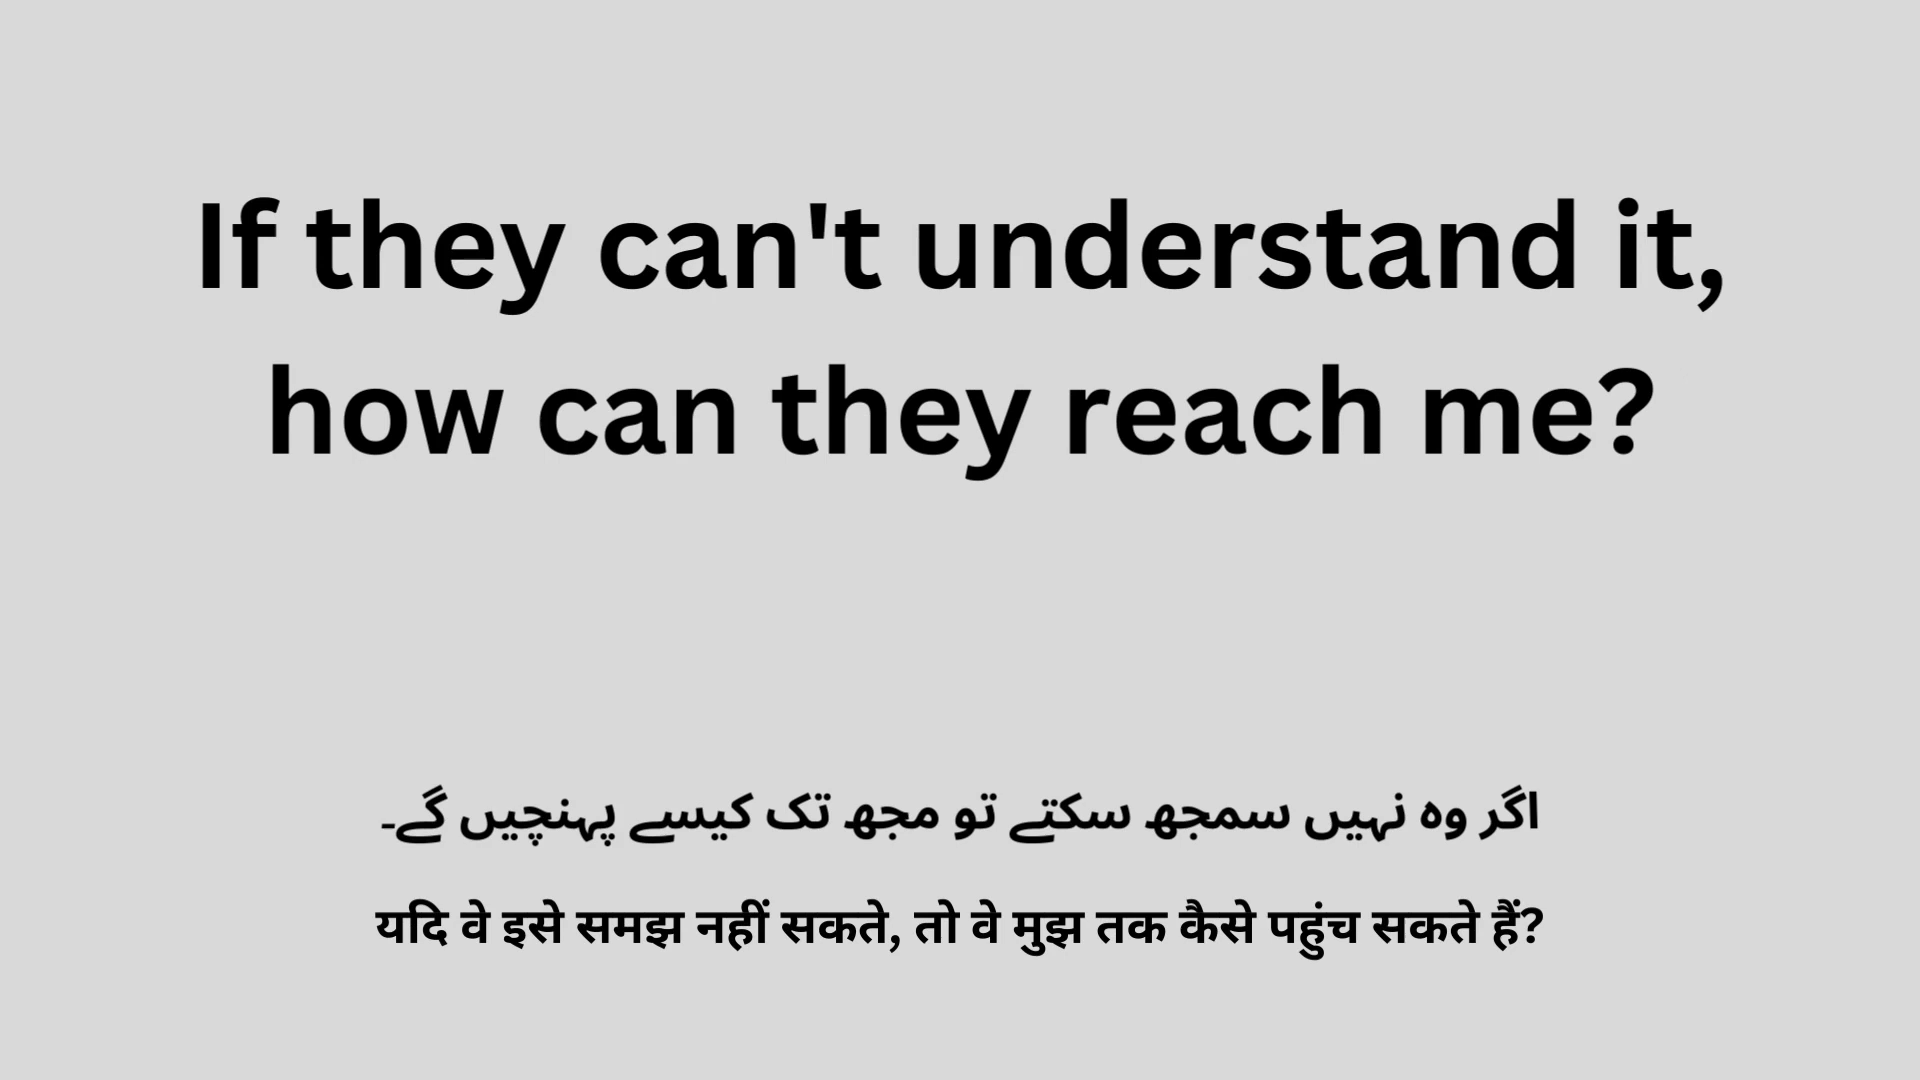 If they can't understand it,
how can they reach me?
اگر وہ نہیں سمجھ سکتے تو مجھ تک کیسے پہنچیں گے۔
यदि वे इसे समझ नहीं सकते, तो वे मुझ तक कैसे पहुंच सकते हैं?